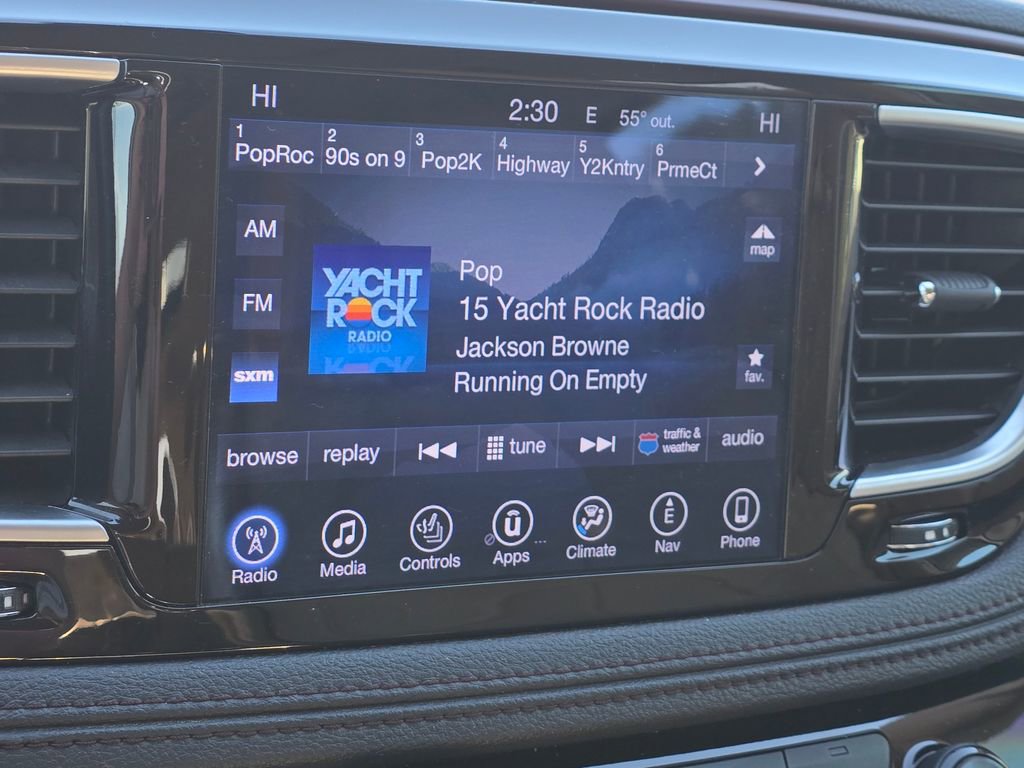 HI 2:30 E 55° out. HI
1 PopRoc 2 90s on 9 3 Pop2K 4 Highway 5 Y2Kntry 6 PrmeCt
AM
map
YACHT
ROCK
RADIO
Pop
FM
15 Yacht Rock Radio
Jackson Browne
sxm
Running On Empty
fav.
browse replay tune traffic &
weather audio
Radio Media Controls ū Apps ... Climate E Nav Phone